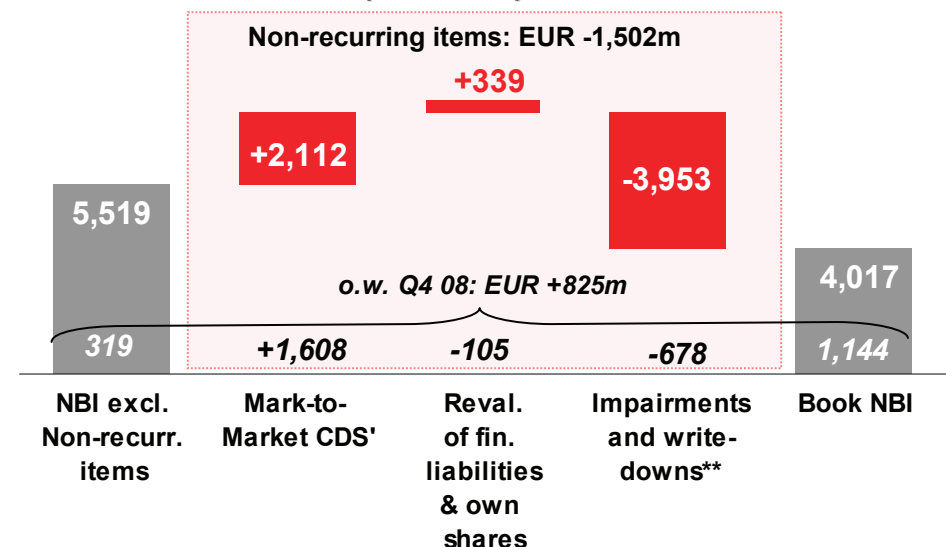 Non-recurring items: EUR -1,502m
+339
+2,112
-3,953
5,519
4,017
o.w. Q4 08: EUR +825m
319
+1,608
-105
-678
1,144
NBI excl.
Non-recurr.
items
Mark-to-
Market CDS'
Reval.
of fin.
liabilities
& own
shares
Impairments
and write-
downs**
Book NBI